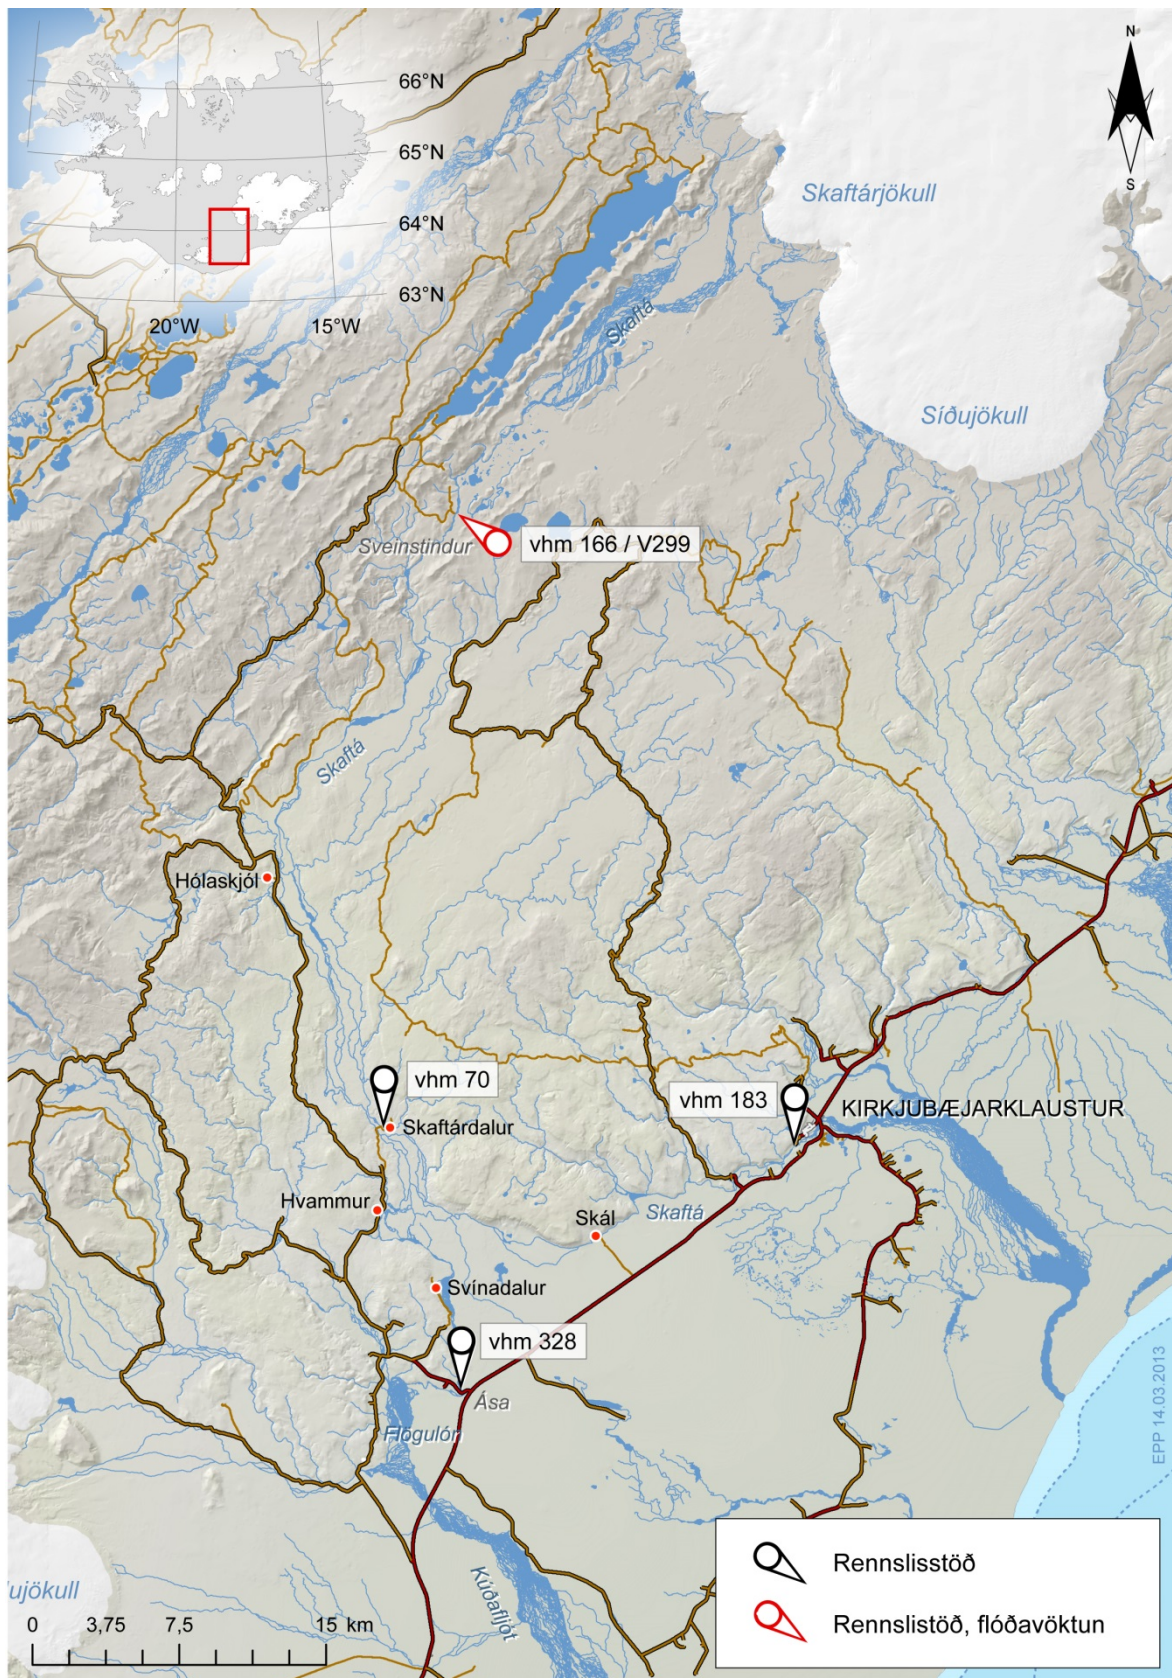 N
66°N
65°N
S
Skaftárjökull
64°N
63°N
20°W
15°W
Skaftá
Síðujökull
vhm 166 / V299
Sveinstindur
Skaftá
Hólaskjól
vhm 70
vhm 183
KIRKJUBÆJARKLAUSTUR
Skaftárdalur
Hvammur
Skál
Skaftá
Svínadalur
vhm 328
Ása
Flögulón
EPP 14.03.2013
Kúðafljót
ujökull
0 3,75 7,5 15 km
Rennslisstöð
Rennslistöð, flóðavöktun